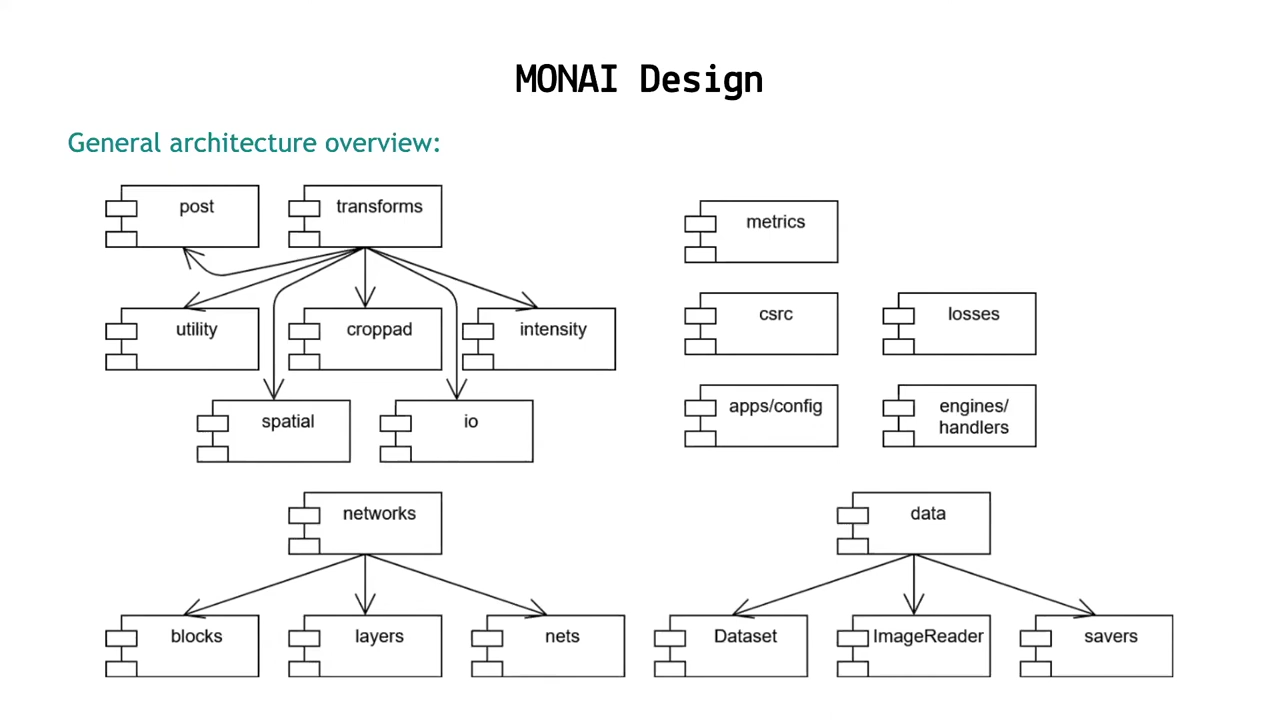 MONAI Design
General architecture overview:
post
transforms
utility
croppad
intensity
spatial
io
metrics
csrc
losses
apps/config
engines/
handlers
networks
blocks
layers
nets
data
Dataset
ImageReader
savers